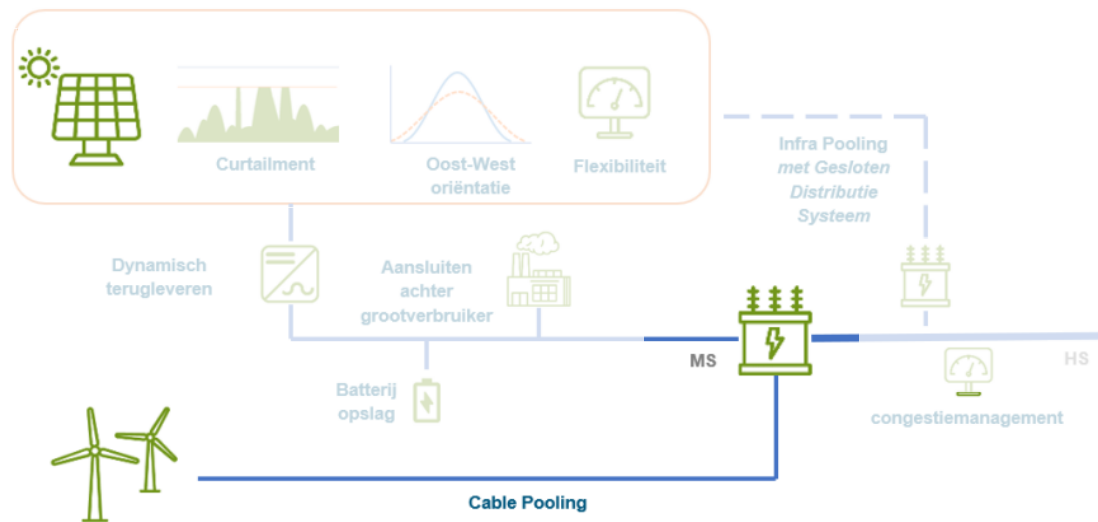 Curtailment
Oost-West
oriëntatie
Flexibiliteit
Infra Pooling
met Gesloten
Distributie
Systeem
Dynamisch
terugleveren
Aansluiten
achter
grootverbruiker
MS
HS
Batterij
opslag
congestiemanagement
Cable Pooling